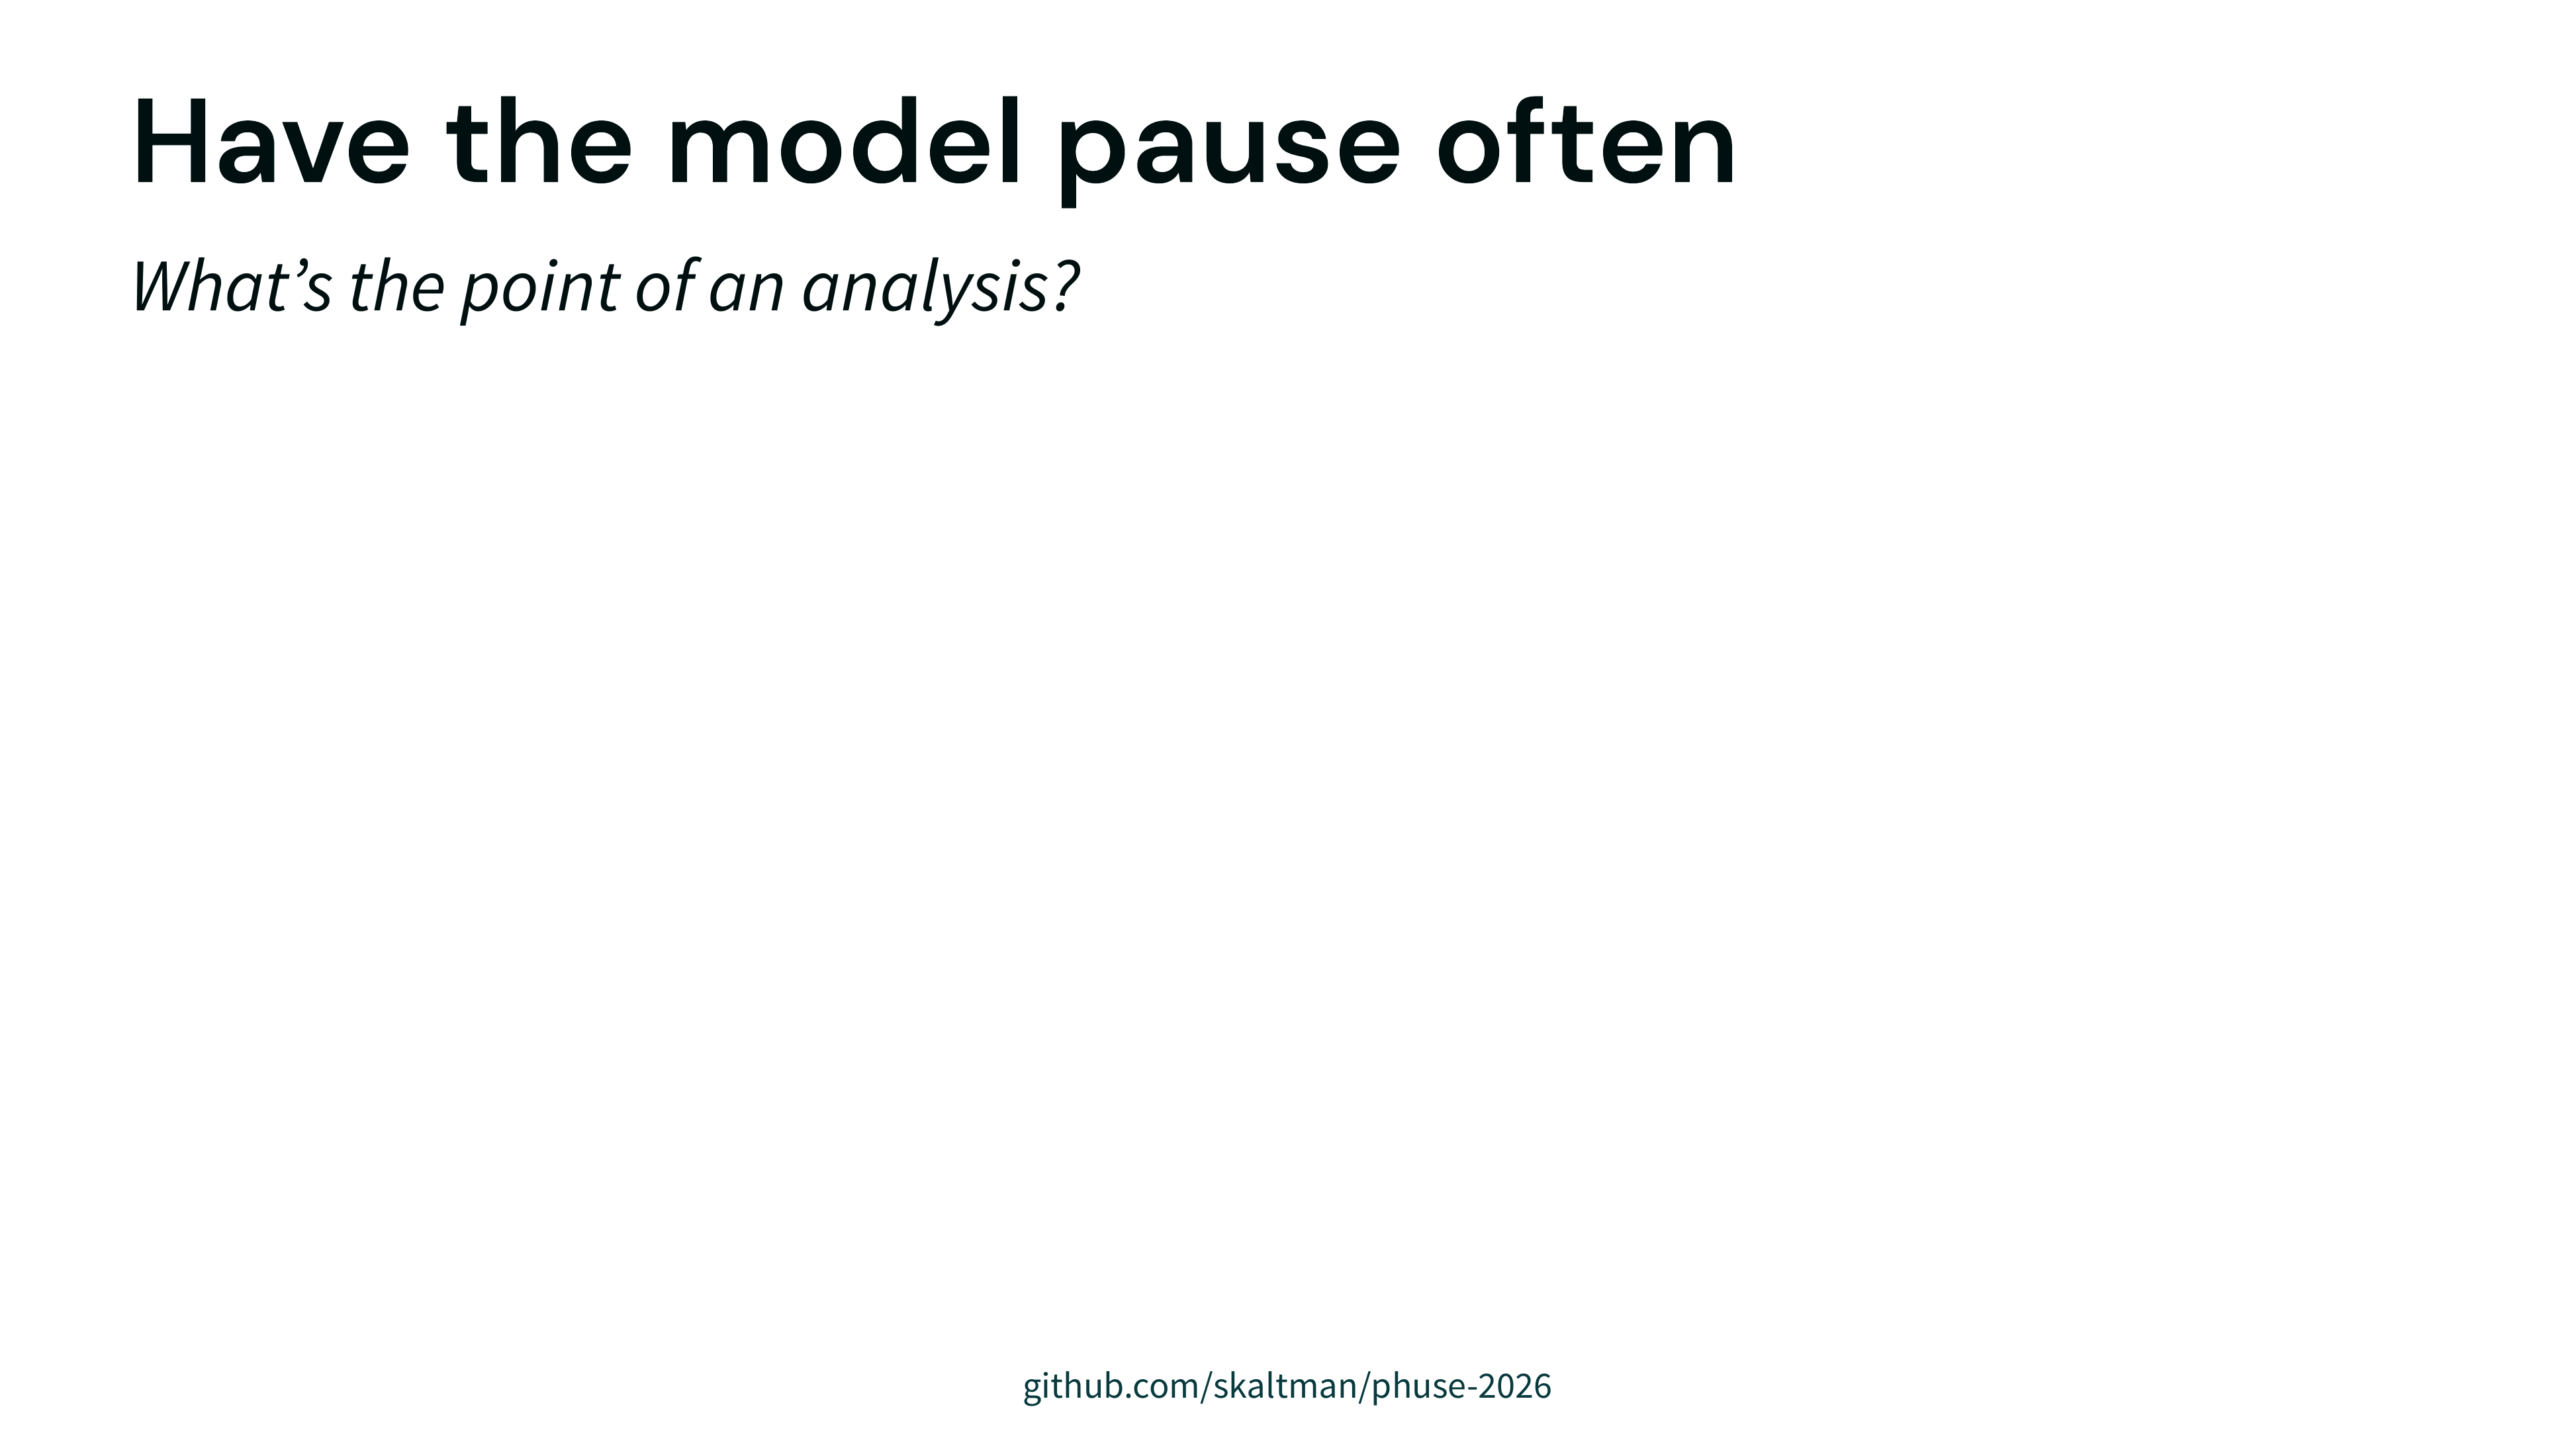 Have the model pause often
What’s the point of an analysis?
github.com/skaltman/phuse-2026